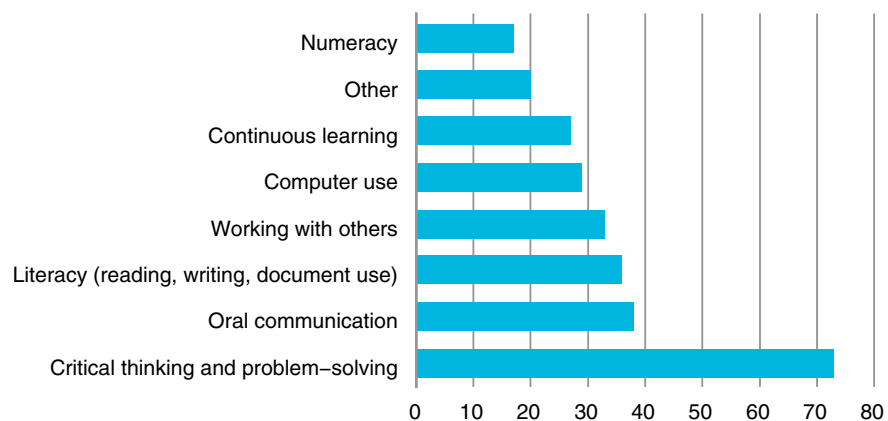 Numeracy
Other
Continuous learning
Computer use
Working with others
Literacy (reading, writing, document use)
Oral communication
Critical thinking and problem–solving
0 10 20 30 40 50 60 70 80